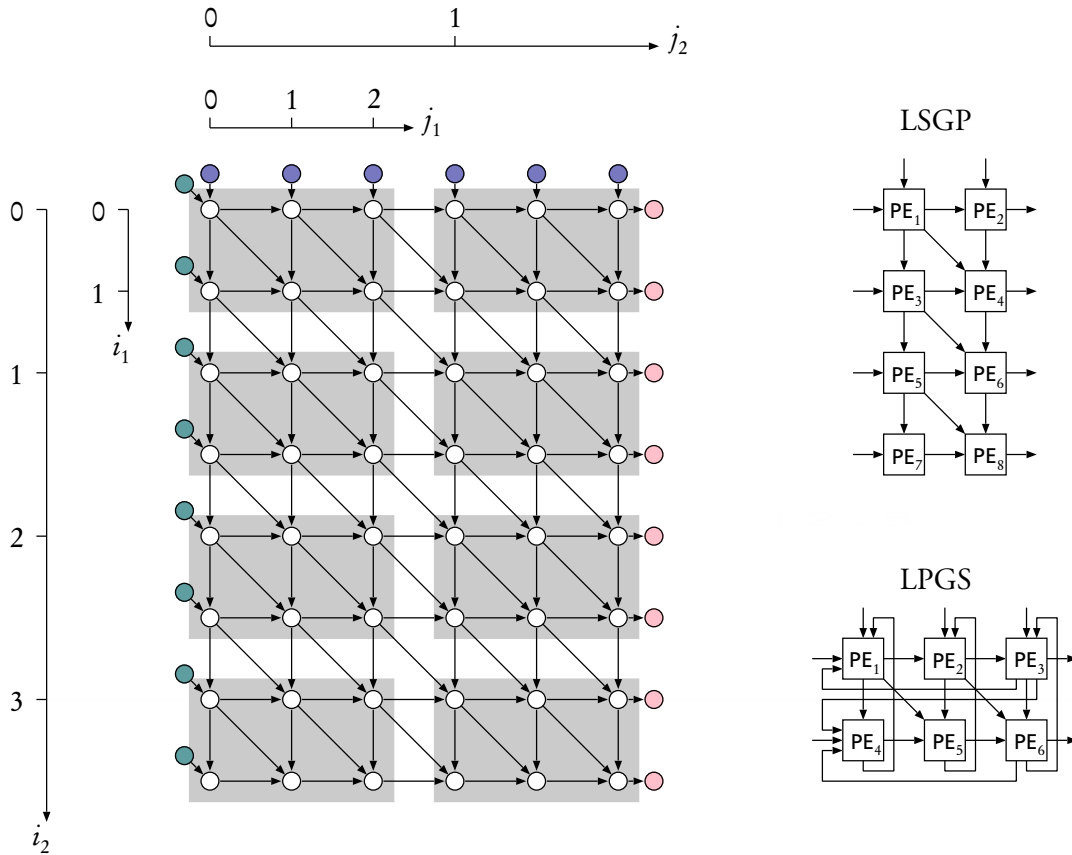 0 1 j₂
0 1 2 j₁
0 0
1
i₁
1
2
3
i₂
LSGP
PE₁ PE₂
PE₃ PE₄
PE₅ PE₆
PE₇ PE₈
LPGS
PE₁ PE₂ PE₃
PE₄ PE₅ PE₆